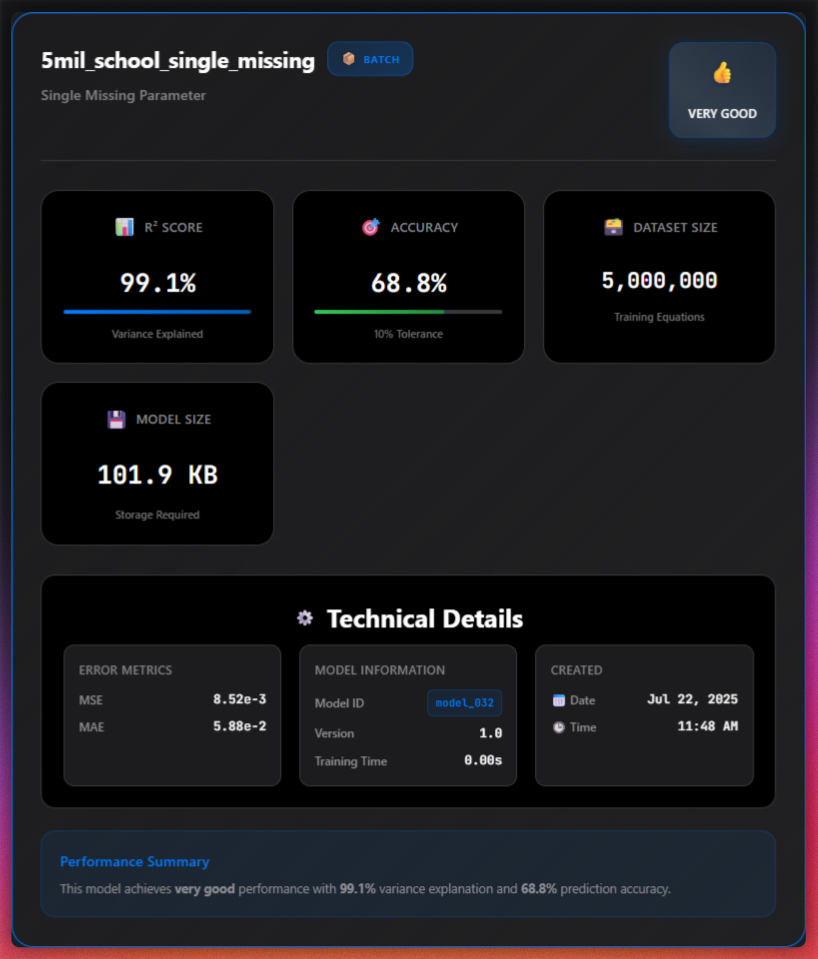 5mil_school_single_missing
BATCH
Single Missing Parameter
VERY GOOD
R² SCORE
99.1%
Variance Explained
ACCURACY
68.8%
10% Tolerance
DATASET SIZE
5,000,000
Training Equations
MODEL SIZE
101.9 KB
Storage Required
Technical Details
ERROR METRICS
MSE 8.52e-3
MAE 5.88e-2
MODEL INFORMATION
Model ID model_032
Version 1.0
Training Time 0.00s
CREATED
Date Jul 22, 2025
Time 11:48 AM
Performance Summary
This model achieves very good performance with 99.1% variance explanation and 68.8% prediction accuracy.